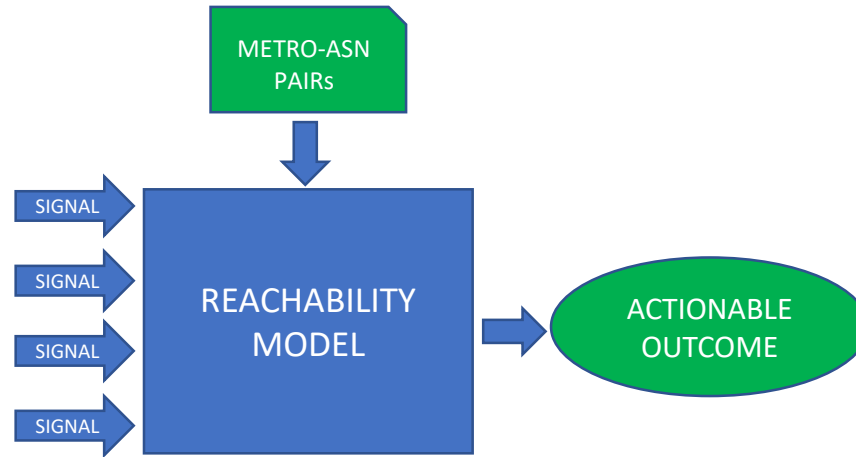 METRO-ASN
PAIRs
SIGNAL
SIGNAL
SIGNAL
SIGNAL
REACHABILITY
MODEL
ACTIONABLE
OUTCOME